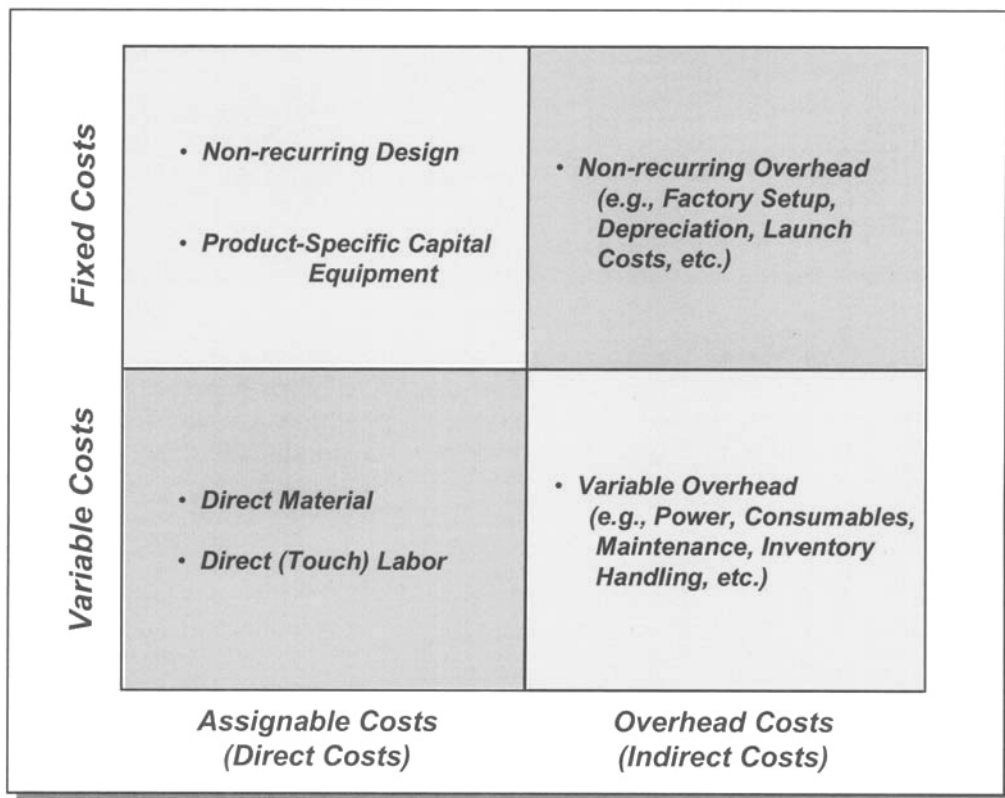 Fixed Costs
• Non-recurring Design
• Product-Specific Capital
Equipment
• Non-recurring Overhead
(e.g., Factory Setup,
Depreciation, Launch
Costs, etc.)
Variable Costs
• Direct Material
• Direct (Touch) Labor
• Variable Overhead
(e.g., Power, Consumables,
Maintenance, Inventory
Handling, etc.)
Assignable Costs
(Direct Costs)
Overhead Costs
(Indirect Costs)